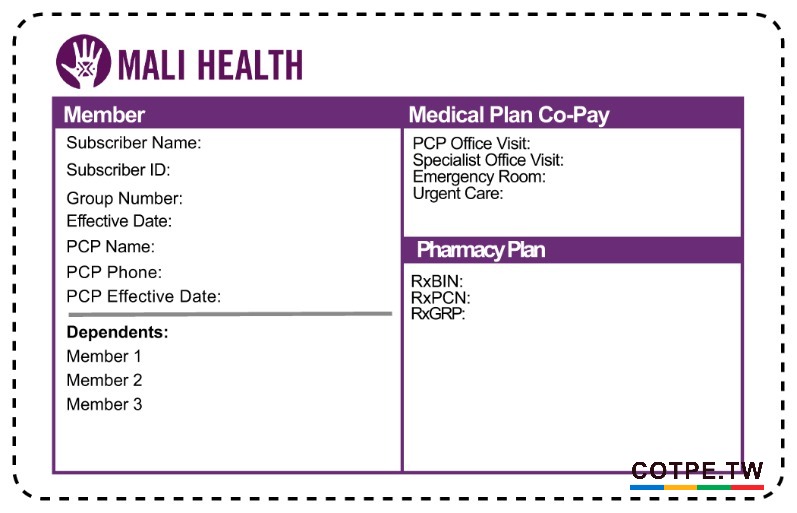 MALI HEALTH
Member
Subscriber Name:
Subscriber ID:
Group Number:
Effective Date:
PCP Name:
PCP Phone:
PCP Effective Date:
Dependents:
Member 1
Member 2
Member 3
Medical Plan Co-Pay
PCP Office Visit:
Specialist Office Visit:
Emergency Room:
Urgent Care:
Pharmacy Plan
RxBIN:
RxPCN:
RxGRP:
COTPE.TW